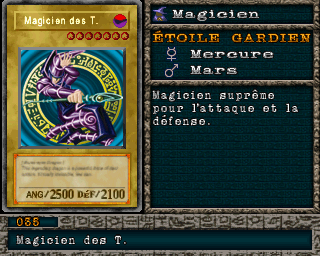 Magicien des T.
ANG/2500 DÉF/2100
Magicien
ÉTOILE GARDIEN
Mercure
Mars
Magicien suprême
pour l'attaque et la
défense.
035
Magicien des T.